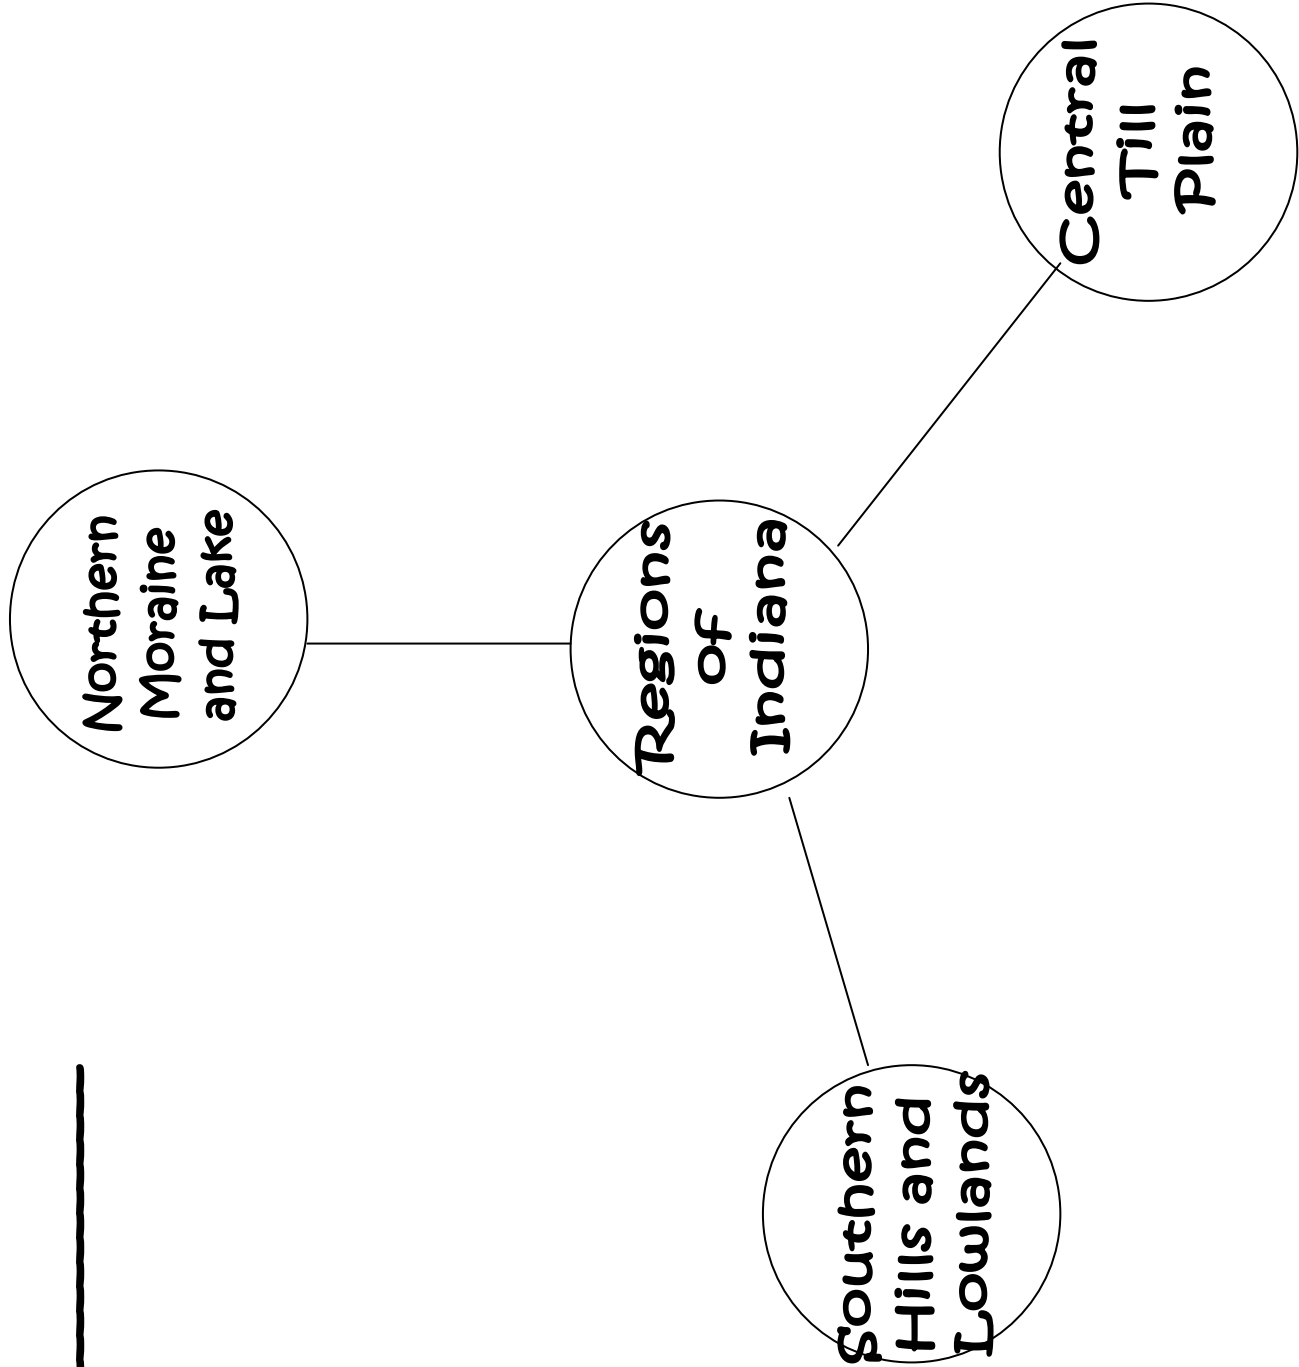 Northern
Moraine
and Lake
Regions
of
Indiana
Central
Till
Plain
Southern
Hills and
Lowlands